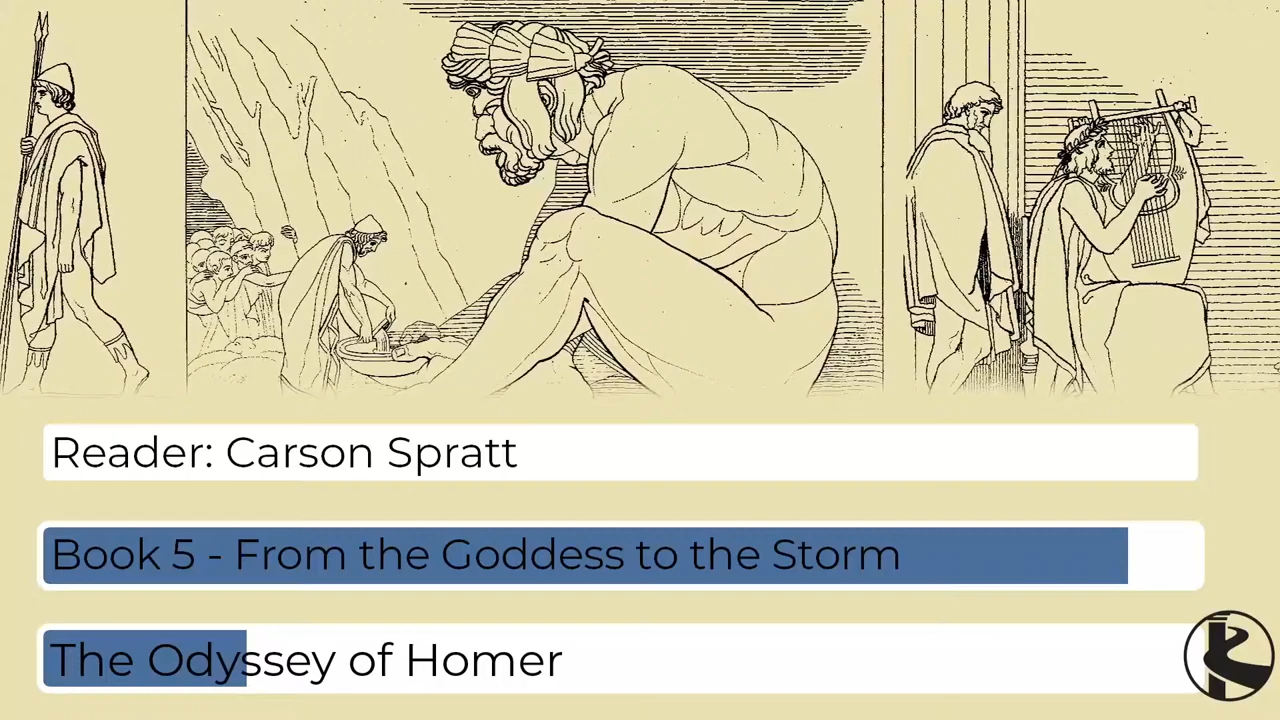 Reader: Carson Spratt
Book 5 - From the Goddess to the Storm
The Odyssey of Homer